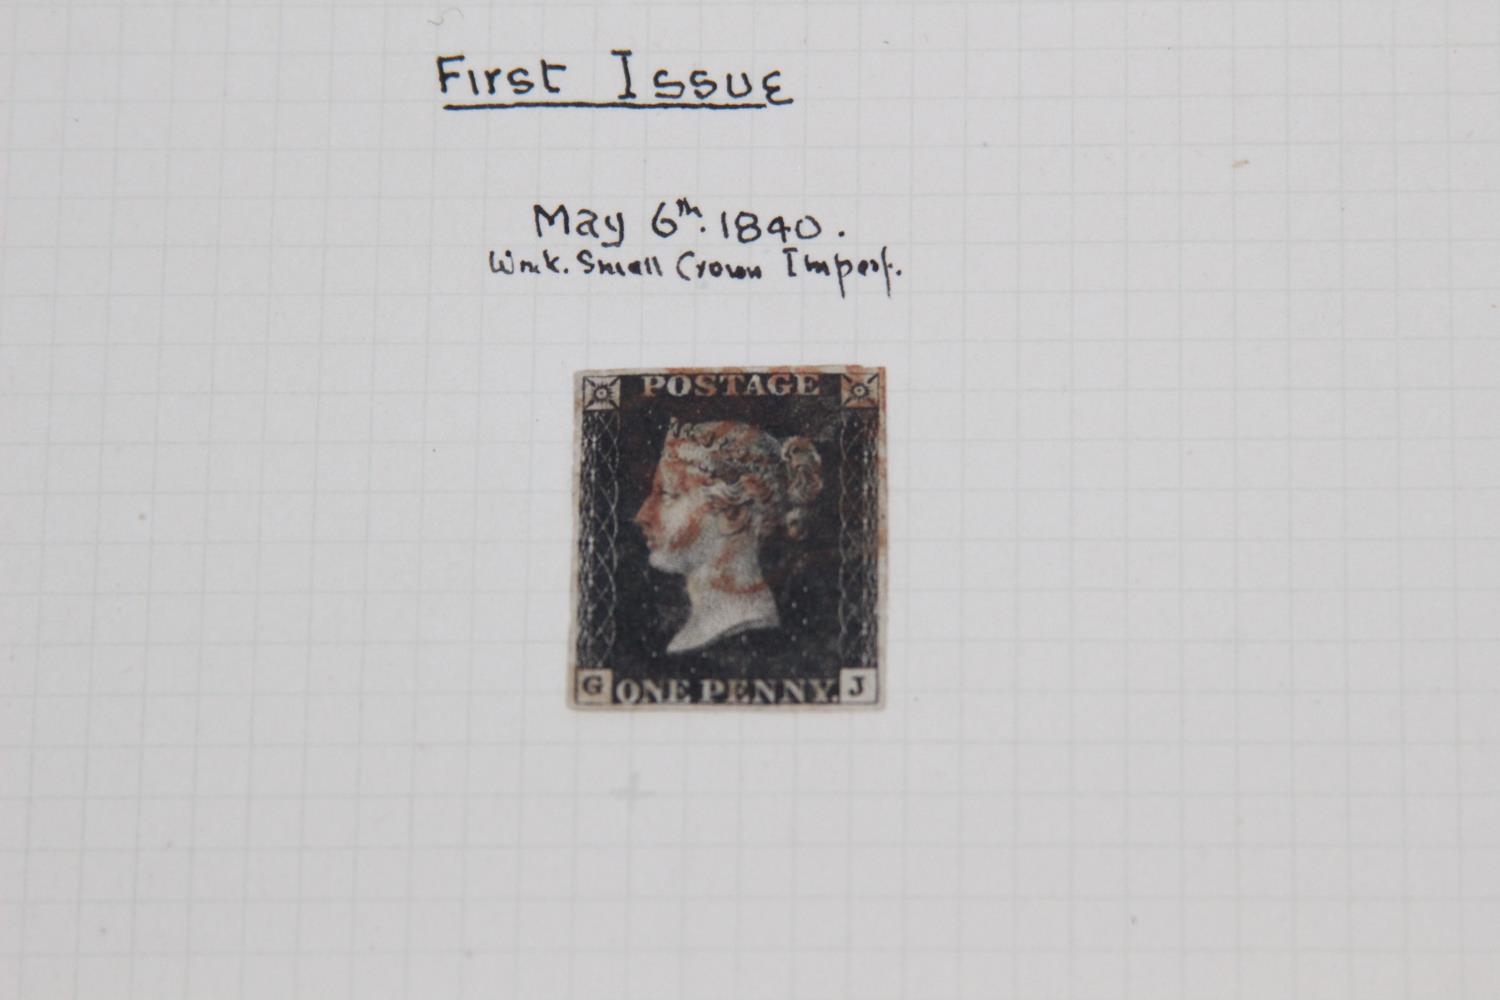 First Issue
May 6th. 1840.
Wmk. Small Crown Imperf.
POSTAGE
G ONE PENNY. J